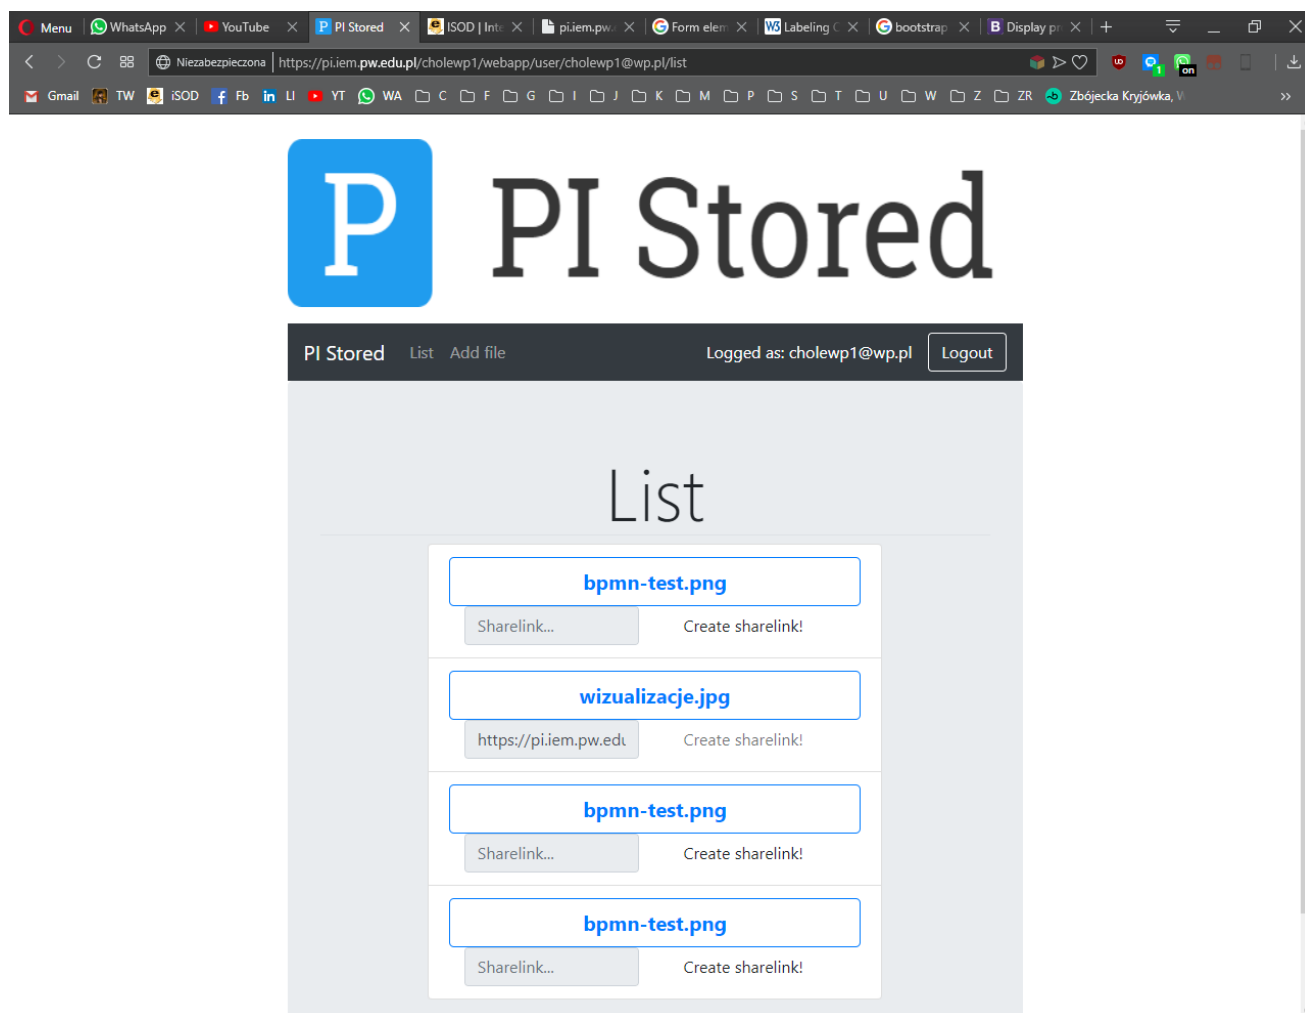 Menu WhatsApp YouTube PI Stored ISOD | Inte pi.iem.pw. Form elem Labeling bootstrap Display pr
Niezabezpieczona https://pi.iem.pw.edu.pl/cholewp1/webapp/user/cholewp1@wp.pl/list 1 on
Gmail TW iSOD Fb LI YT WA C F G I J K M P S T U W Z ZR Zbójecka Kryjówka, W >>
P PI Stored
PI Stored List Add file Logged as: cholewp1@wp.pl Logout
List
bpmn-test.png
Sharelink... Create sharelink!
wizualizacje.jpg
https://pi.iem.pw.edu Create sharelink!
bpmn-test.png
Sharelink... Create sharelink!
bpmn-test.png
Sharelink... Create sharelink!